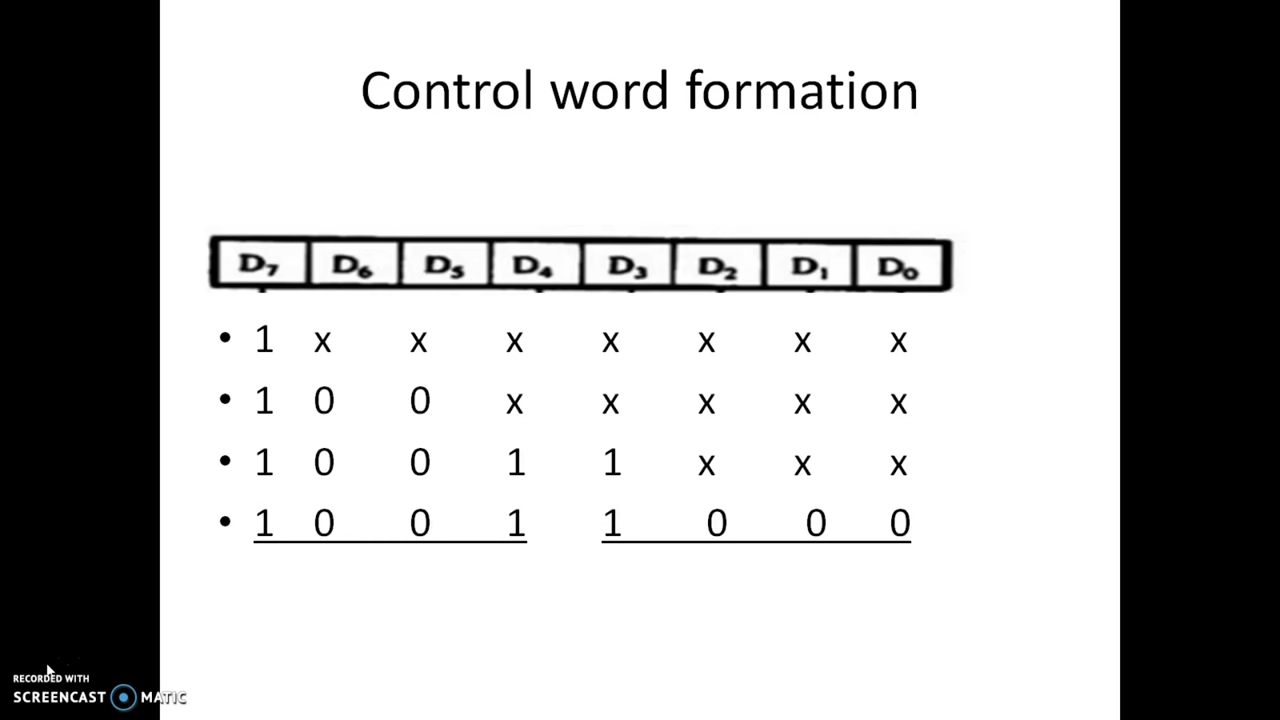 Control word formation
D₇ D₆ D₅ D₄ D₃ D₂ D₁ D₀
• 1 x x x x x x x
• 1 0 0 x x x x x
• 1 0 0 1 1 x x x
• 1 0 0 1 1 0 0 0
RECORDED WITH
SCREENCAST MATIC